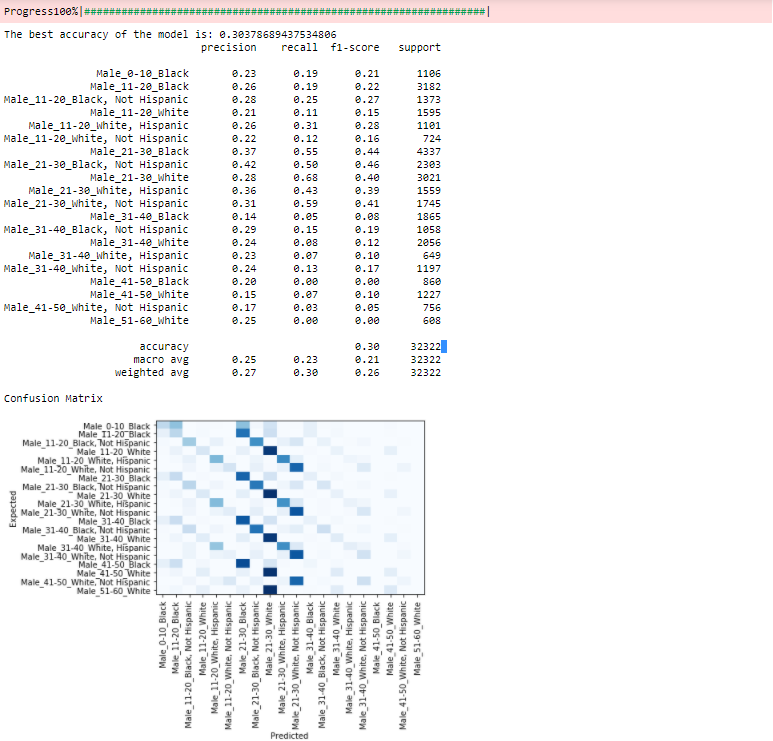 Progress100%|###################################################################|
The best accuracy of the model is: 0.30378689437534806
precision recall f1-score support
Male_0-10_Black 0.23 0.19 0.21 1106
Male_11-20_Black 0.26 0.19 0.22 3182
Male_11-20_Black, Not Hispanic 0.28 0.25 0.27 1373
Male_11-20_White 0.21 0.11 0.15 1595
Male_11-20_White, Hispanic 0.26 0.31 0.28 1101
Male_11-20_White, Not Hispanic 0.22 0.12 0.16 724
Male_21-30_Black 0.37 0.55 0.44 4337
Male_21-30_Black, Not Hispanic 0.42 0.50 0.46 2303
Male_21-30_White 0.28 0.68 0.40 3021
Male_21-30_White, Hispanic 0.36 0.43 0.39 1559
Male_21-30_White, Not Hispanic 0.31 0.59 0.41 1745
Male_31-40_Black 0.14 0.05 0.08 1865
Male_31-40_Black, Not Hispanic 0.29 0.15 0.19 1058
Male_31-40_White 0.24 0.08 0.12 2056
Male_31-40_White, Hispanic 0.23 0.07 0.10 649
Male_31-40_White, Not Hispanic 0.24 0.13 0.17 1197
Male_41-50_Black 0.20 0.00 0.00 860
Male_41-50_White 0.15 0.07 0.10 1227
Male_41-50_White, Not Hispanic 0.17 0.03 0.05 756
Male_51-60_White 0.25 0.00 0.00 608
accuracy 0.30 32322
macro avg 0.25 0.23 0.21 32322
weighted avg 0.27 0.30 0.26 32322
Confusion Matrix
Expected
Male_0-10_Black
Male_11-20_Black
Male_11-20_Black, Not Hispanic
Male_11-20_White
Male_11-20_White, Hispanic
Male_11-20_White, Not Hispanic
Male_21-30_Black
Male_21-30_Black, Not Hispanic
Male_21-30_White
Male_21-30_White, Hispanic
Male_21-30_White, Not Hispanic
Male_31-40_Black
Male_31-40_Black, Not Hispanic
Male_31-40_White
Male_31-40_White, Hispanic
Male_31-40_White, Not Hispanic
Male_41-50_Black
Male_41-50_White
Male_41-50_White, Not Hispanic
Male_51-60_White
Male_0-10_Black
Male_11-20_Black
Male_11-20_Black, Not Hispanic
Male_11-20_White
Male_11-20_White, Hispanic
Male_11-20_White, Not Hispanic
Male_21-30_Black
Male_21-30_Black, Not Hispanic
Male_21-30_White
Male_21-30_White, Hispanic
Male_21-30_White, Not Hispanic
Male_31-40_Black
Male_31-40_Black, Not Hispanic
Male_31-40_White
Male_31-40_White, Hispanic
Male_31-40_White, Not Hispanic
Male_41-50_Black
Male_41-50_White
Male_41-50_White, Not Hispanic
Male_51-60_White
Predicted